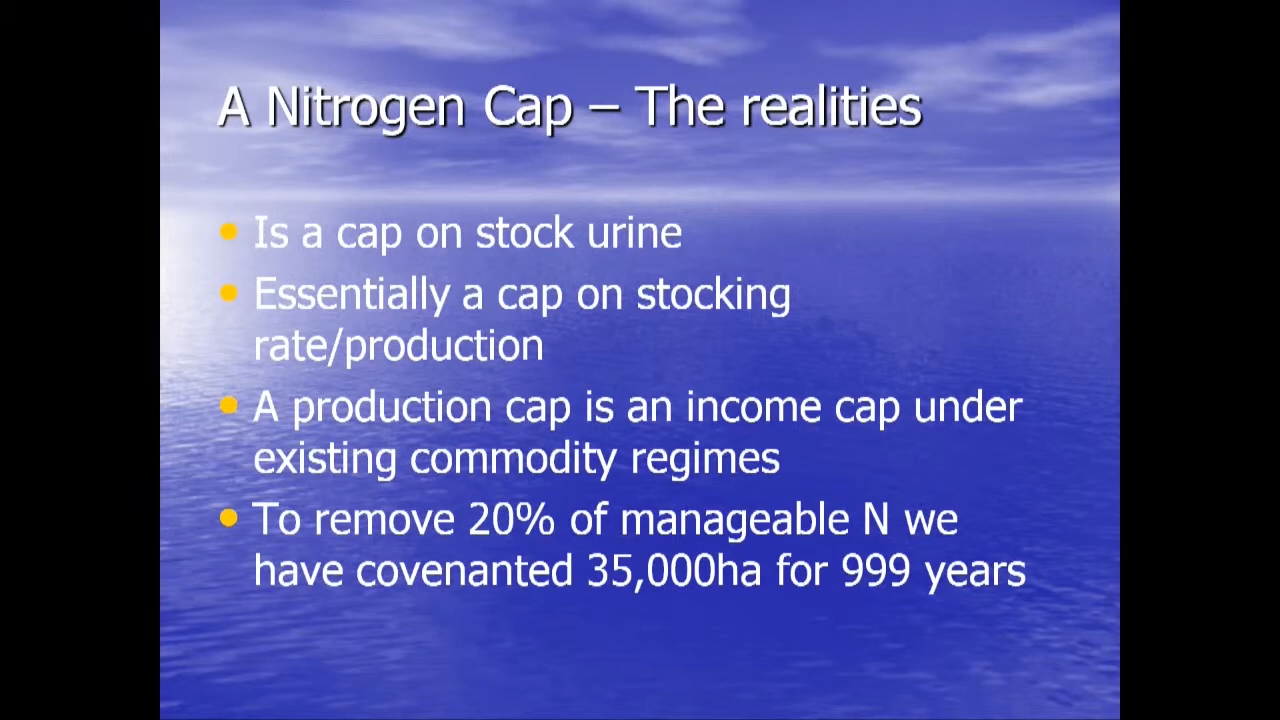 A Nitrogen Cap – The realities
Is a cap on stock urine
Essentially a cap on stocking
rate/production
A production cap is an income cap under
existing commodity regimes
To remove 20% of manageable N we
have covenanted 35,000ha for 999 years